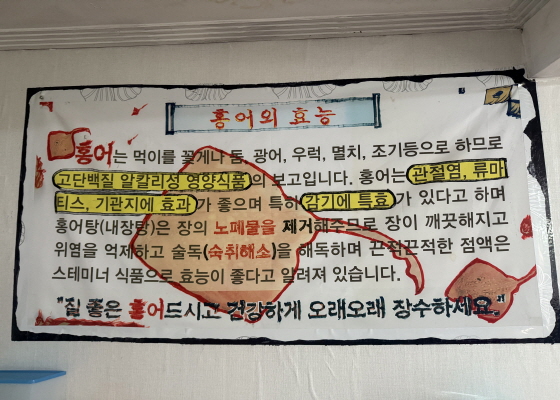 홍어의 효능
홍어는 먹이를 꽃게나 돔, 광어, 우럭, 멸치, 조기등으로 하므로
고단백질 알칼리성 영양식품의 보고입니다. 홍어는 관절염, 류마
티스, 기관지에 효과가 좋으며 특히 감기에 특효가 있다고 하며
홍어탕(내장탕)은 장의 노폐물을 제거해주므로 장이 깨끗해지고
위염을 억제하고 술독(숙취해소)을 해독하며 끈적끈적한 점액은
스테미너 식품으로 효능이 좋다고 알려져 있습니다.
"질 좋은 홍어드시고 건강하게 오래오래 장수하세요."